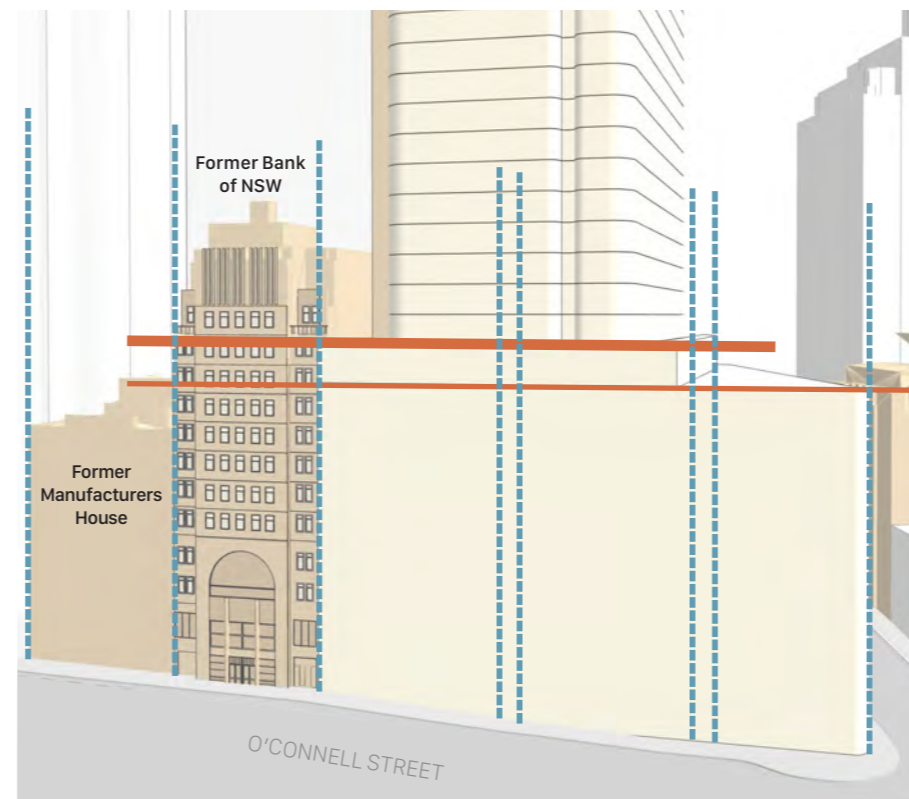 Former Bank
of NSW
Former
Manufacturers
House
O'CONNELL STREET